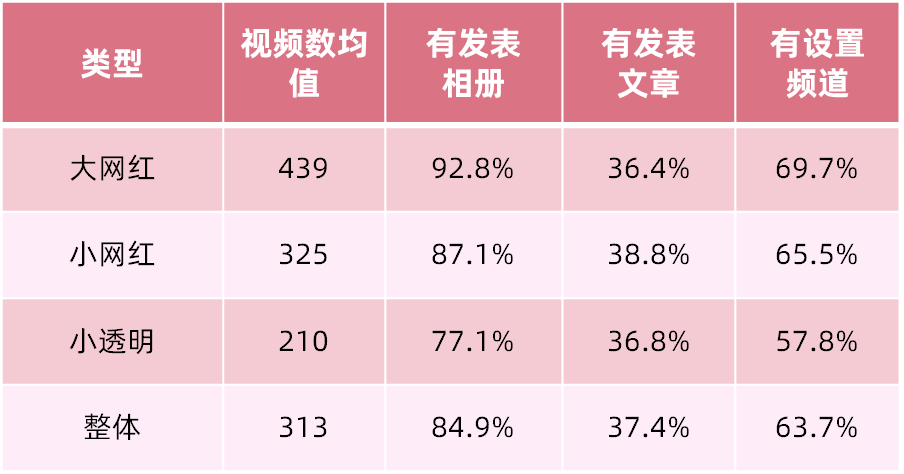 类型 视频数均值 有发表相册 有发表文章 有设置频道
大网红 439 92.8% 36.4% 69.7%
小网红 325 87.1% 38.8% 65.5%
小透明 210 77.1% 36.8% 57.8%
整体 313 84.9% 37.4% 63.7%